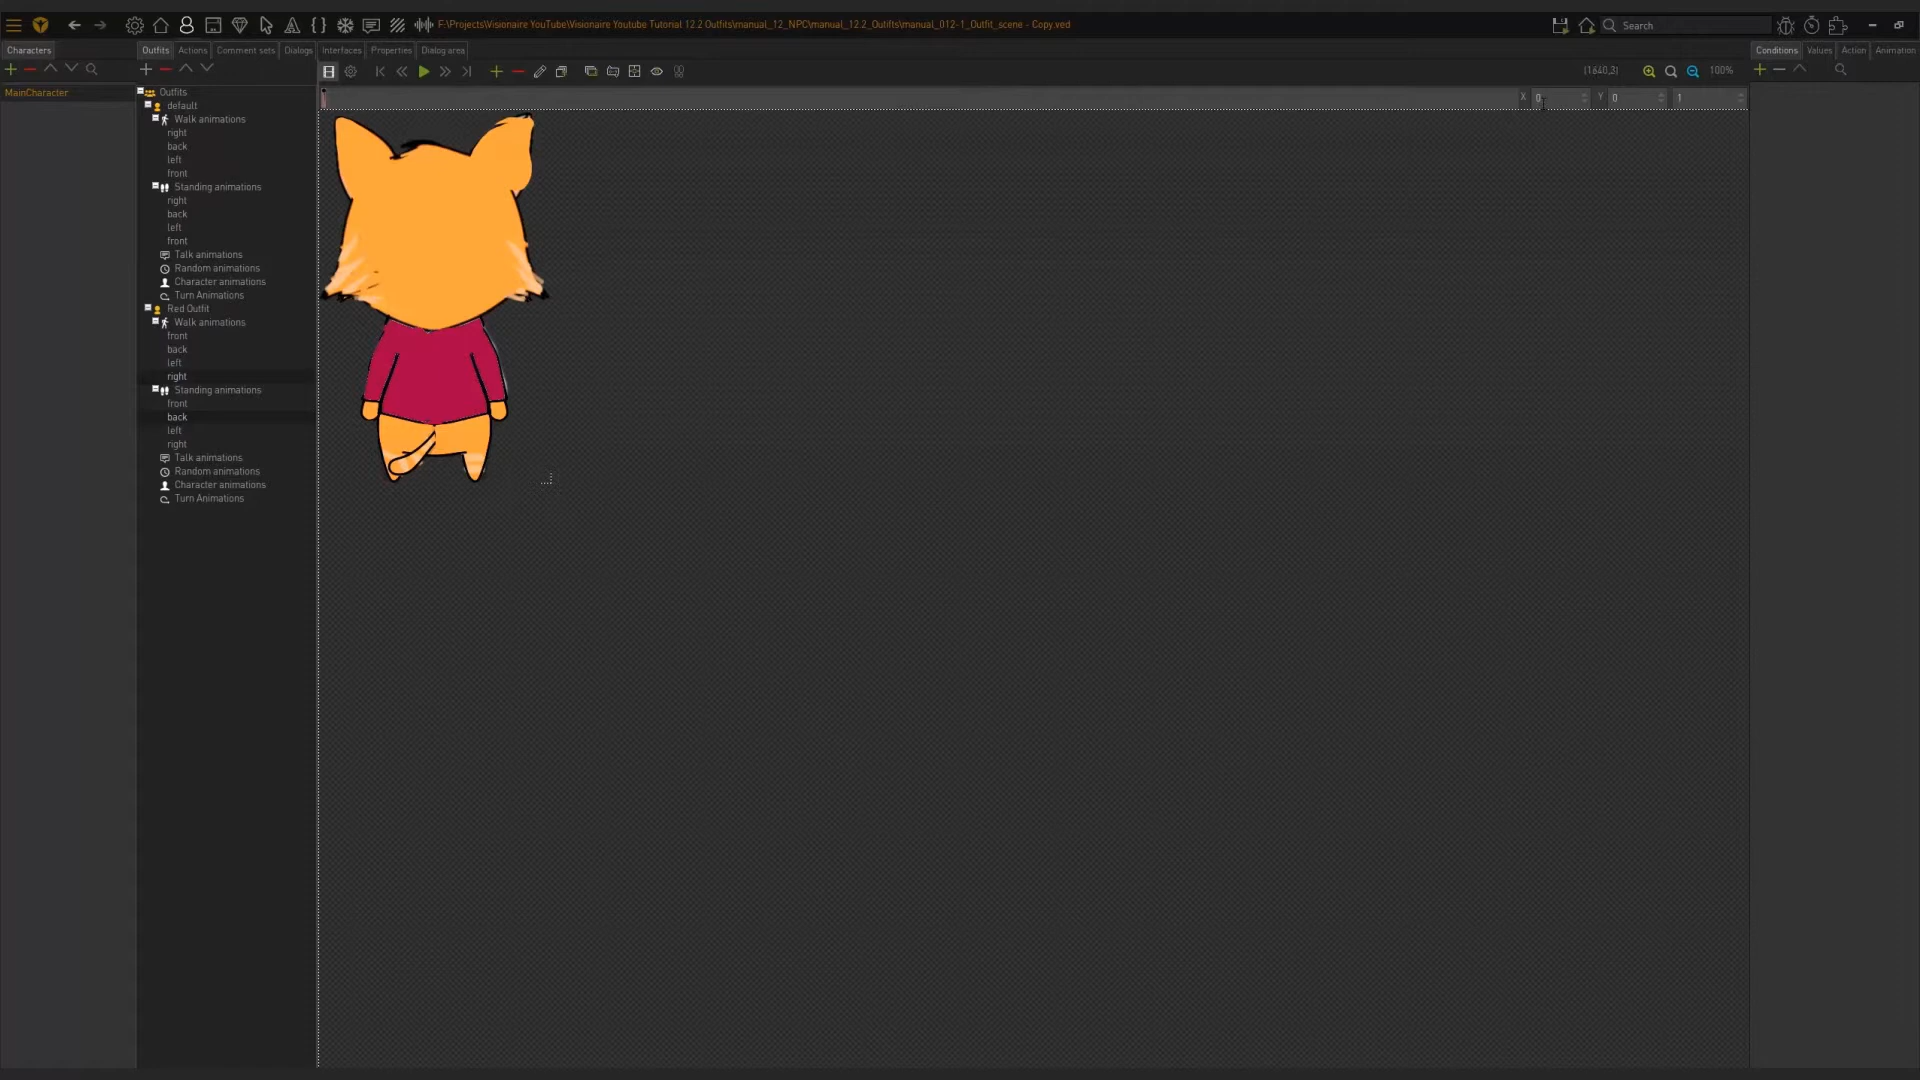 F:\Projects\Visionaire YouTube\Visionaire Youtube Tutorial 12.2 Outfits\manual_12_NPC\manual_12.2_Outifts\manual_012-1_Outfit_scene - Copy.ved
Search
Characters
Outfits Actions Comment sets Dialogs Interfaces Properties Dialog area
Conditions Values Action Animation
(1640,3)
100%
MainCharacter
X 0 Y 0 1
Outfits
default
Walk animations
right
back
left
front
Standing animations
right
back
left
front
Talk animations
Random animations
Character animations
Turn Animations
Red Outfit
Walk animations
front
back
left
right
Standing animations
front
back
left
right
Talk animations
Random animations
Character animations
Turn Animations